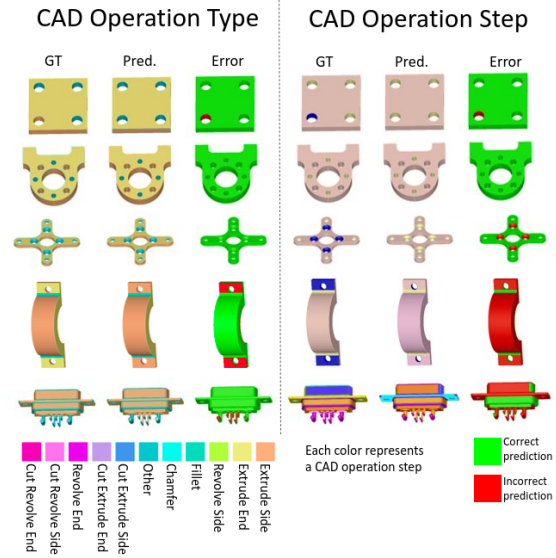 CAD Operation Type
CAD Operation Step
GT
Pred.
Error
GT
Pred.
Error
Cut Revolve End
Cut Revolve Side
Revolve End
Cut Extrude End
Cut Extrude Side
Other
Chamfer
Fillet
Revolve Side
Extrude End
Extrude Side
Each color represents
a CAD operation step
Correct
prediction
Incorrect
prediction